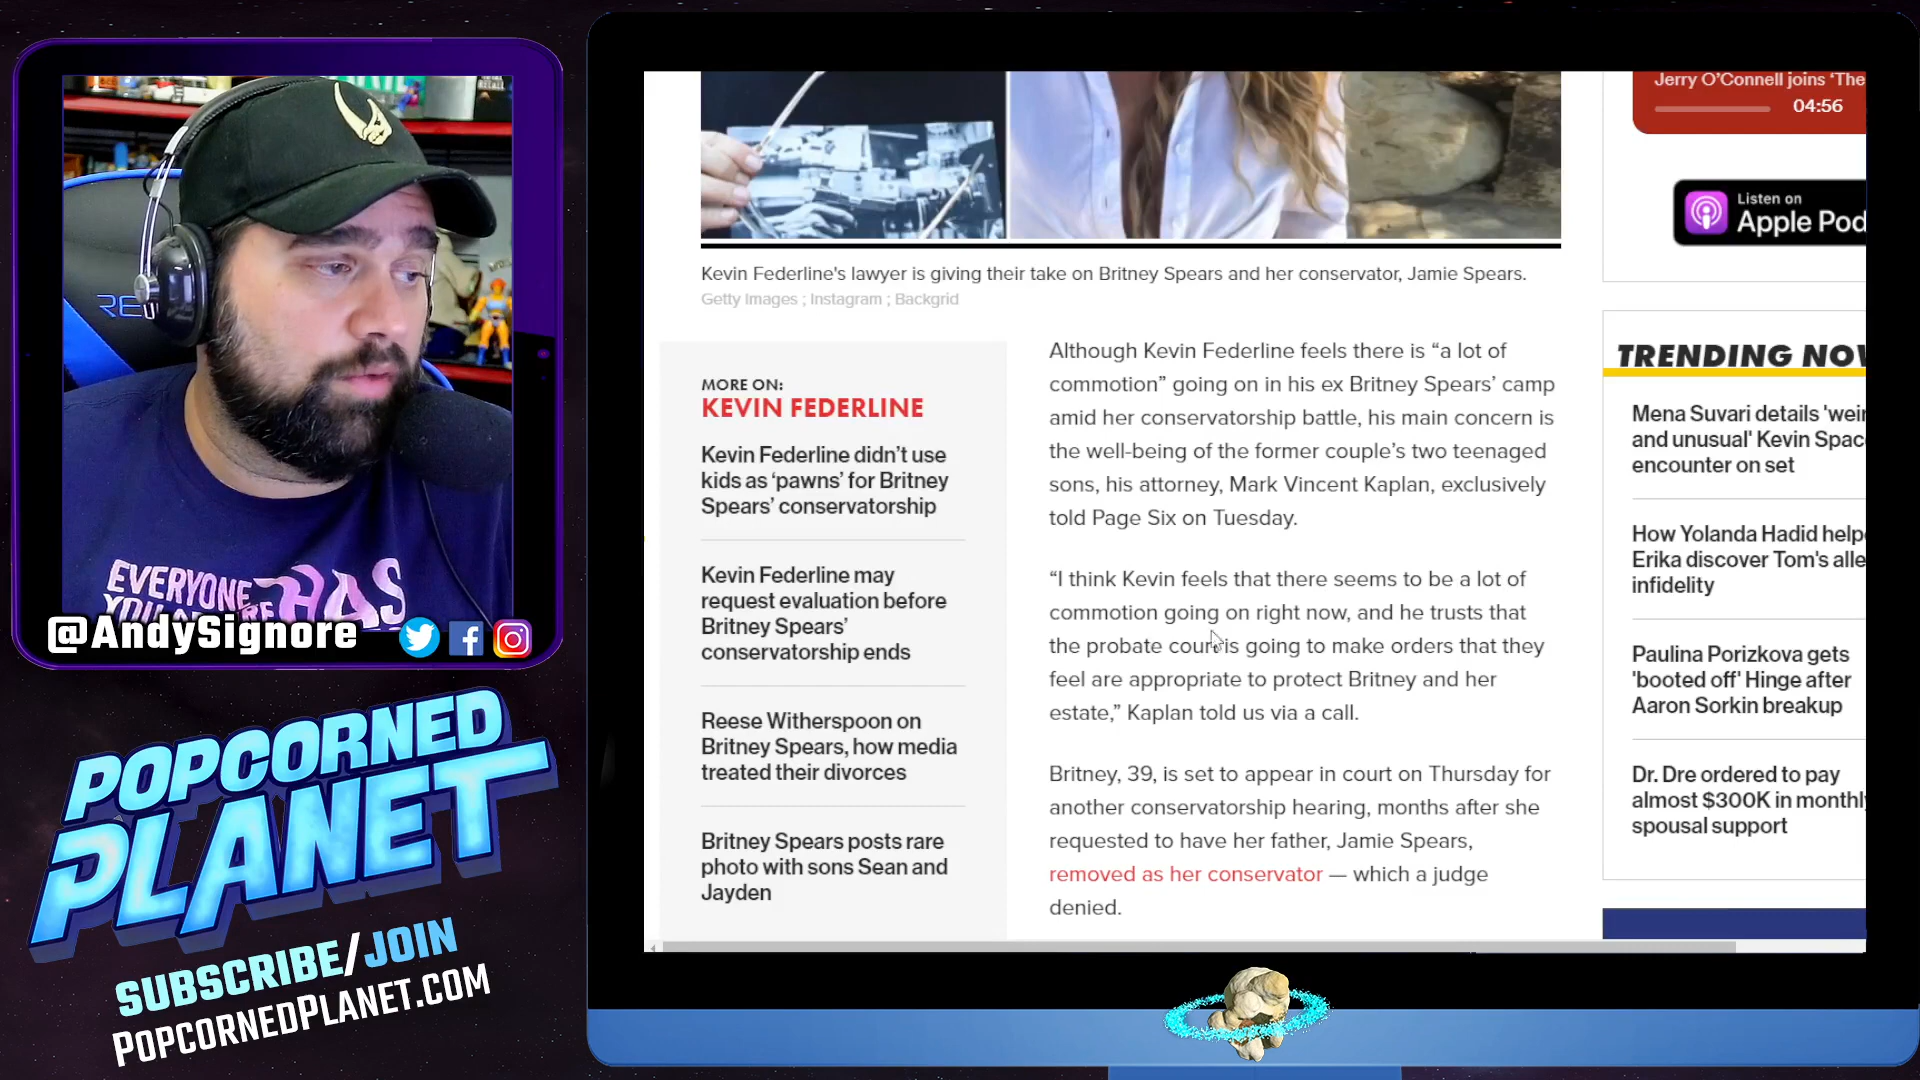 RE
EVERYONE
HAS
@AndySignore
POPCORNED
PLANET
SUBSCRIBE/JOIN
POPCORNEDPLANET.COM
Kevin Federline's lawyer is giving their take on Britney Spears and her conservator, Jamie Spears.
Getty Images ; Instagram ; Backgrid
MORE ON:
KEVIN FEDERLINE
Kevin Federline didn’t use
kids as ‘pawns’ for Britney
Spears’ conservatorship
Kevin Federline may
request evaluation before
Britney Spears’
conservatorship ends
Reese Witherspoon on
Britney Spears, how media
treated their divorces
Britney Spears posts rare
photo with sons Sean and
Jayden
Although Kevin Federline feels there is “a lot of
commotion” going on in his ex Britney Spears’ camp
amid her conservatorship battle, his main concern is
the well-being of the former couple’s two teenaged
sons, his attorney, Mark Vincent Kaplan, exclusively
told Page Six on Tuesday.
“I think Kevin feels that there seems to be a lot of
commotion going on right now, and he trusts that
the probate court is going to make orders that they
feel are appropriate to protect Britney and her
estate,” Kaplan told us via a call.
Britney, 39, is set to appear in court on Thursday for
another conservatorship hearing, months after she
requested to have her father, Jamie Spears,
removed as her conservator — which a judge
denied.
Jerry O’Connell joins ‘The
04:56
Listen on
Apple Pod
TRENDING NOW
Mena Suvari details 'weir
and unusual' Kevin Spac
encounter on set
How Yolanda Hadid help
Erika discover Tom's alle
infidelity
Paulina Porizkova gets
'booted off' Hinge after
Aaron Sorkin breakup
Dr. Dre ordered to pay
almost $300K in monthly
spousal support